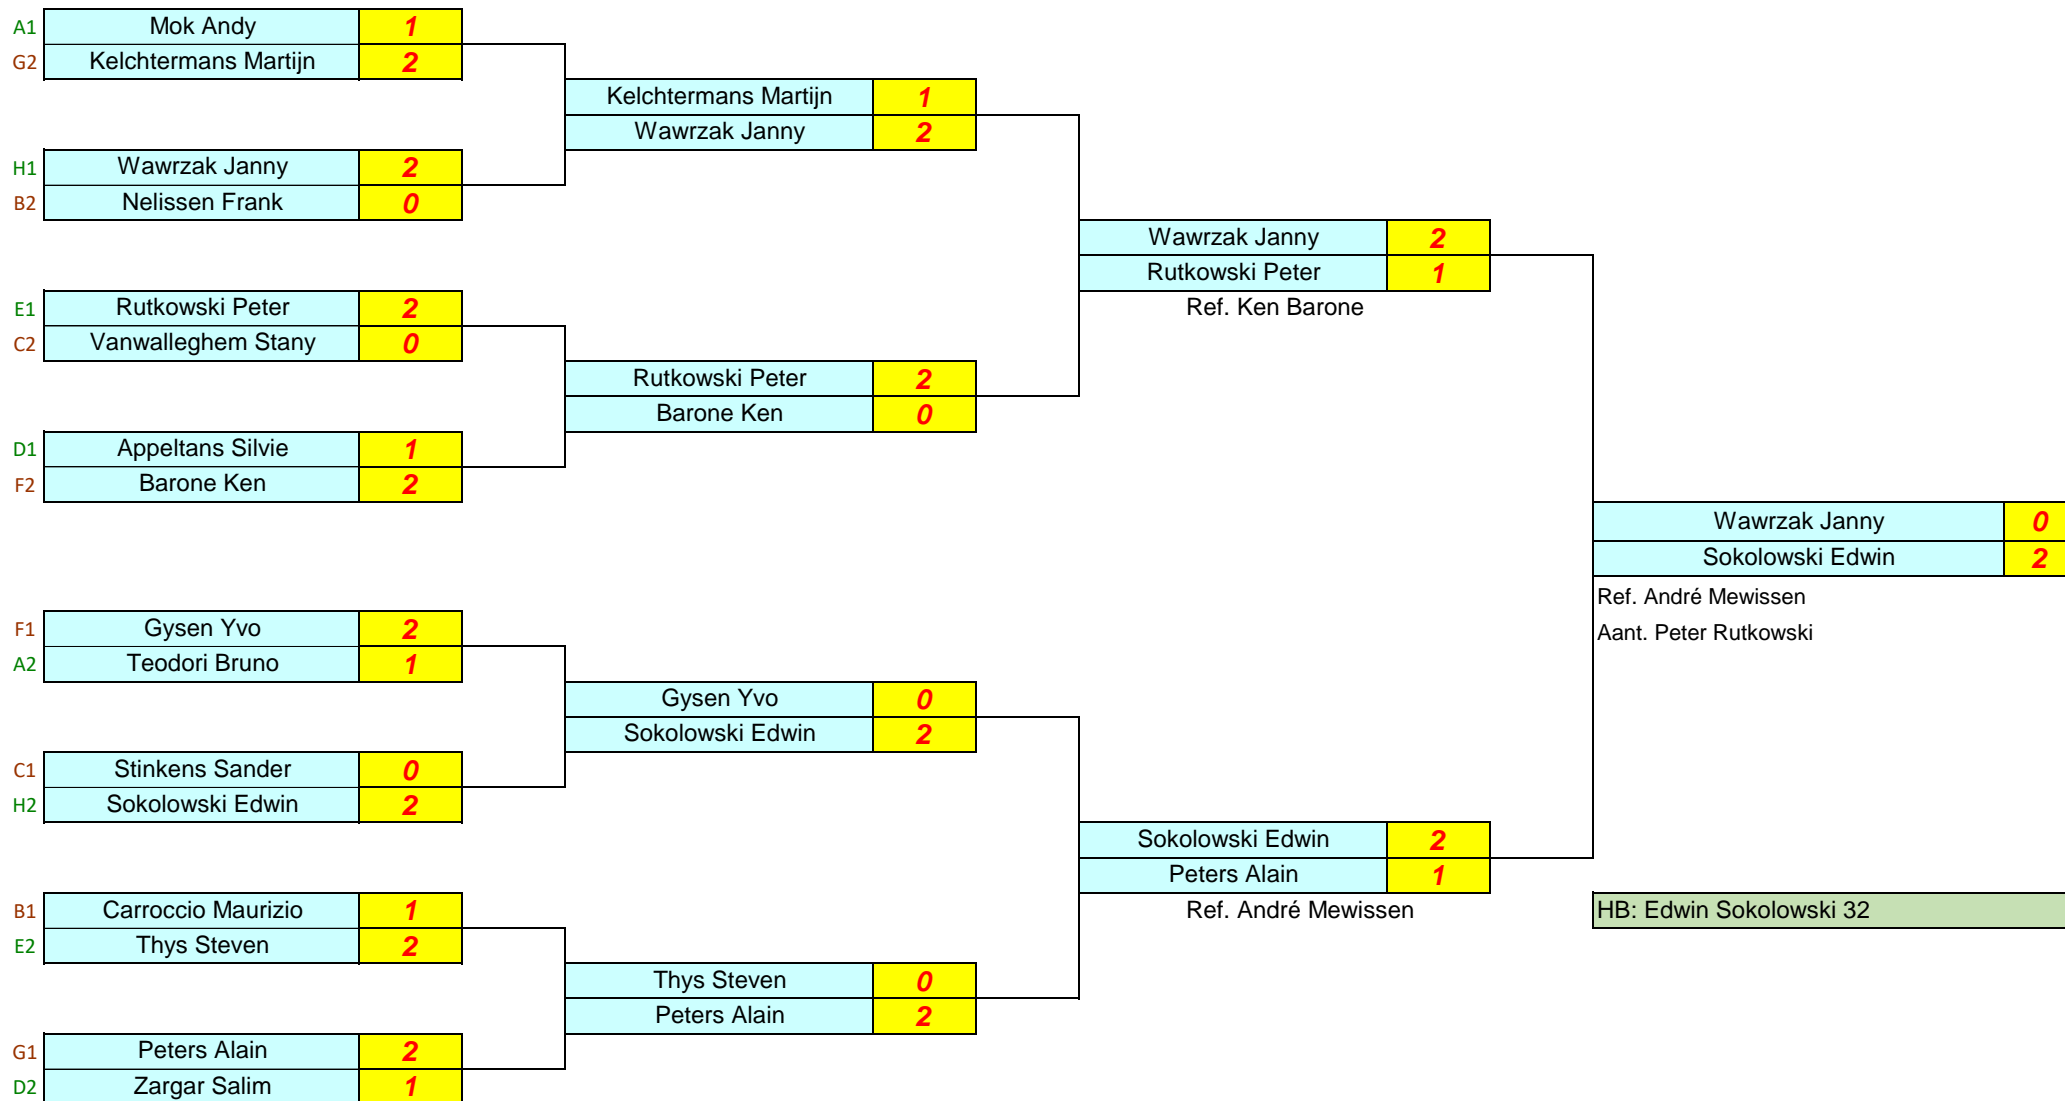 A1 Mok Andy 1
G2 Kelchtermans Martijn 2
Kelchtermans Martijn 1
Wawrzak Janny 2
H1 Wawrzak Janny 2
B2 Nelissen Frank 0
Wawrzak Janny 2
Rutkowski Peter 1
Ref. Ken Barone
E1 Rutkowski Peter 2
C2 Vanwalleghem Stany 0
Rutkowski Peter 2
Barone Ken 0
D1 Appeltans Silvie 1
F2 Barone Ken 2
Wawrzak Janny 0
Sokolowski Edwin 2
Ref. André Mewissen
Aant. Peter Rutkowski
F1 Gysen Yvo 2
A2 Teodori Bruno 1
Gysen Yvo 0
Sokolowski Edwin 2
C1 Stinkens Sander 0
H2 Sokolowski Edwin 2
Sokolowski Edwin 2
Peters Alain 1
Ref. André Mewissen
HB: Edwin Sokolowski 32
B1 Carroccio Maurizio 1
E2 Thys Steven 2
Thys Steven 0
Peters Alain 2
G1 Peters Alain 2
D2 Zargar Salim 1